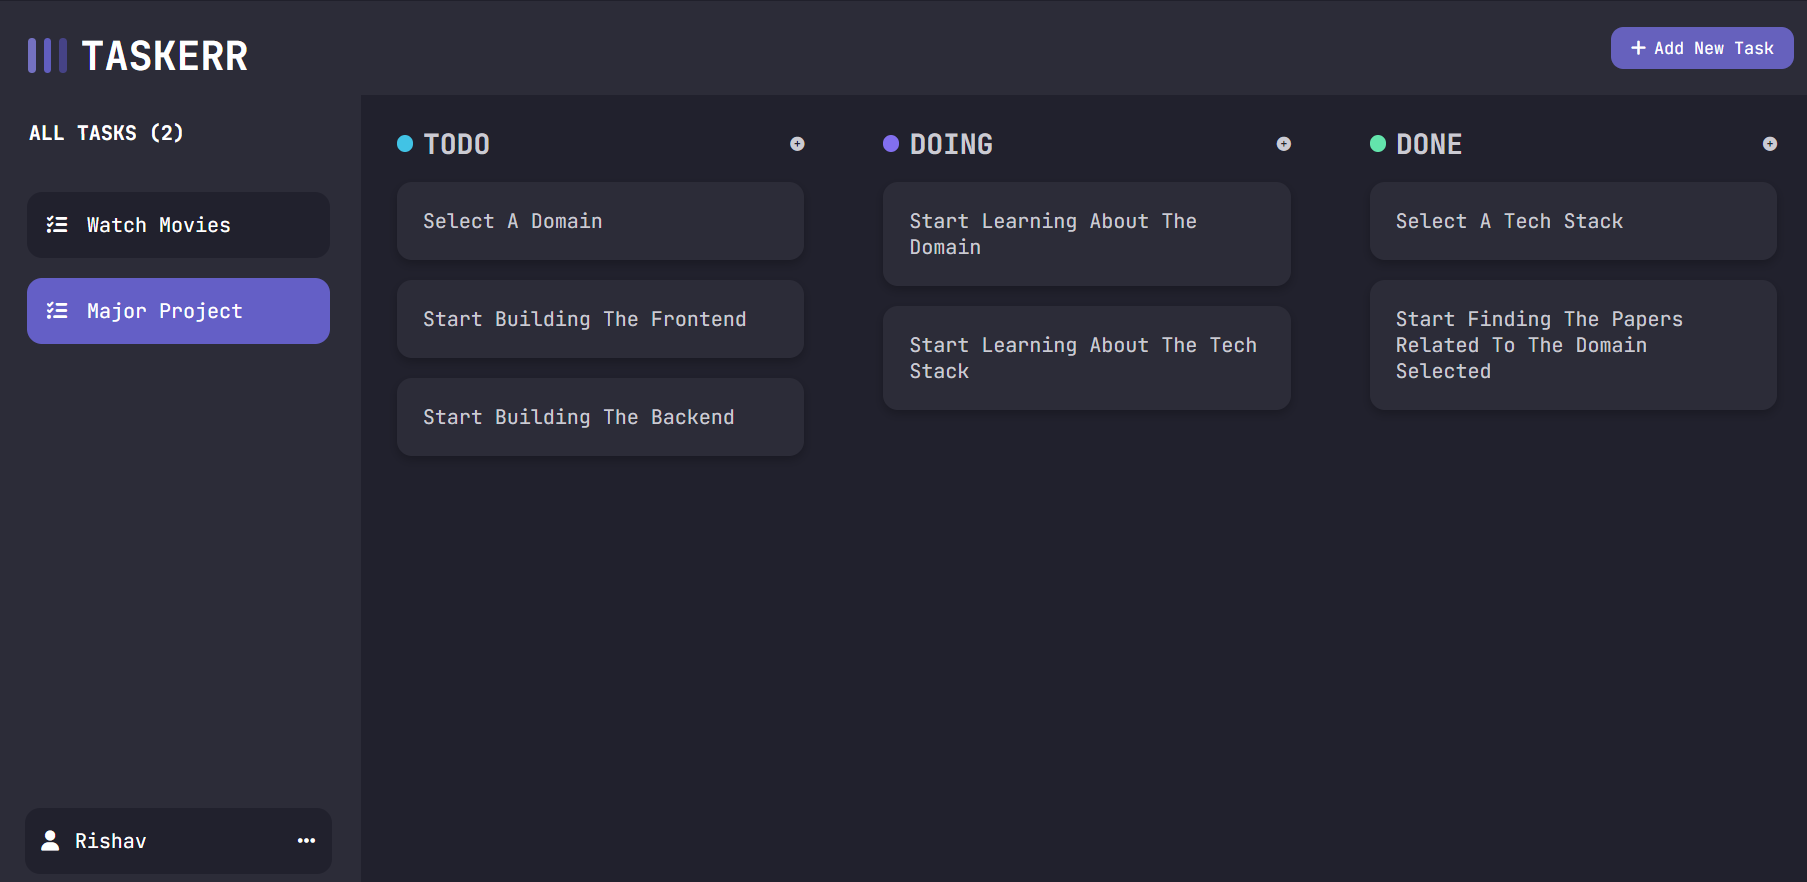 TASKERR
+ Add New Task
ALL TASKS (2)
Watch Movies
Major Project
Rishav
TODO
Select A Domain
Start Building The Frontend
Start Building The Backend
DOING
Start Learning About The
Domain
Start Learning About The Tech
Stack
DONE
Select A Tech Stack
Start Finding The Papers
Related To The Domain
Selected